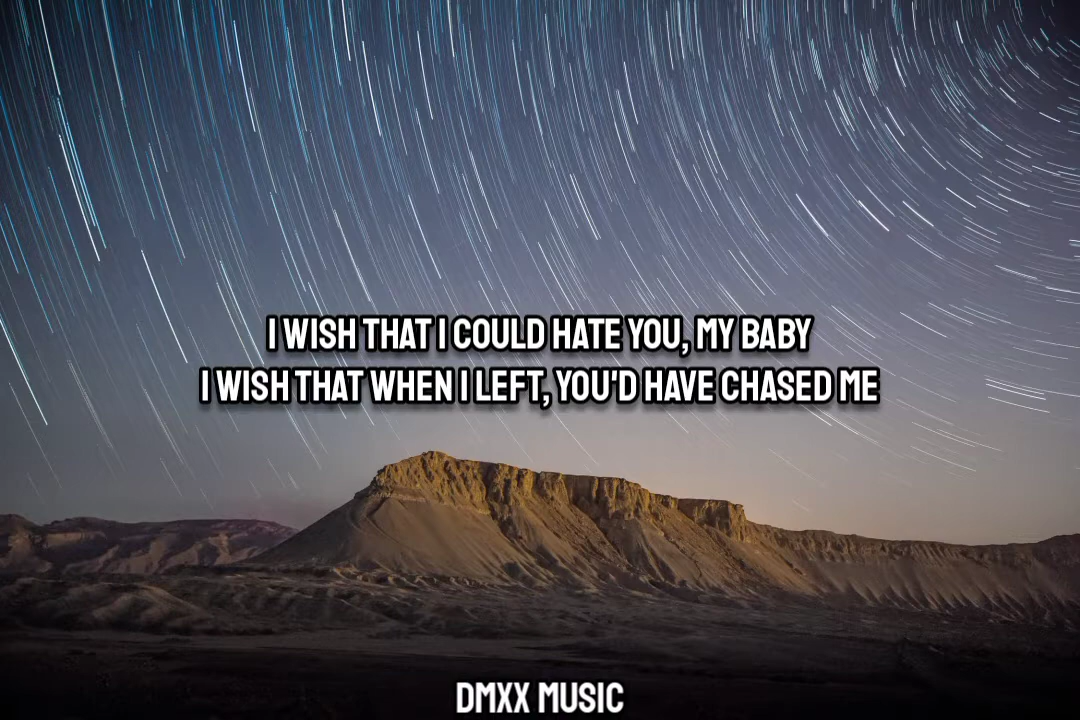 I WISH THAT I COULD HATE YOU, MY BABY
I WISH THAT WHEN I LEFT, YOU'D HAVE CHASED ME
DMXX MUSIC